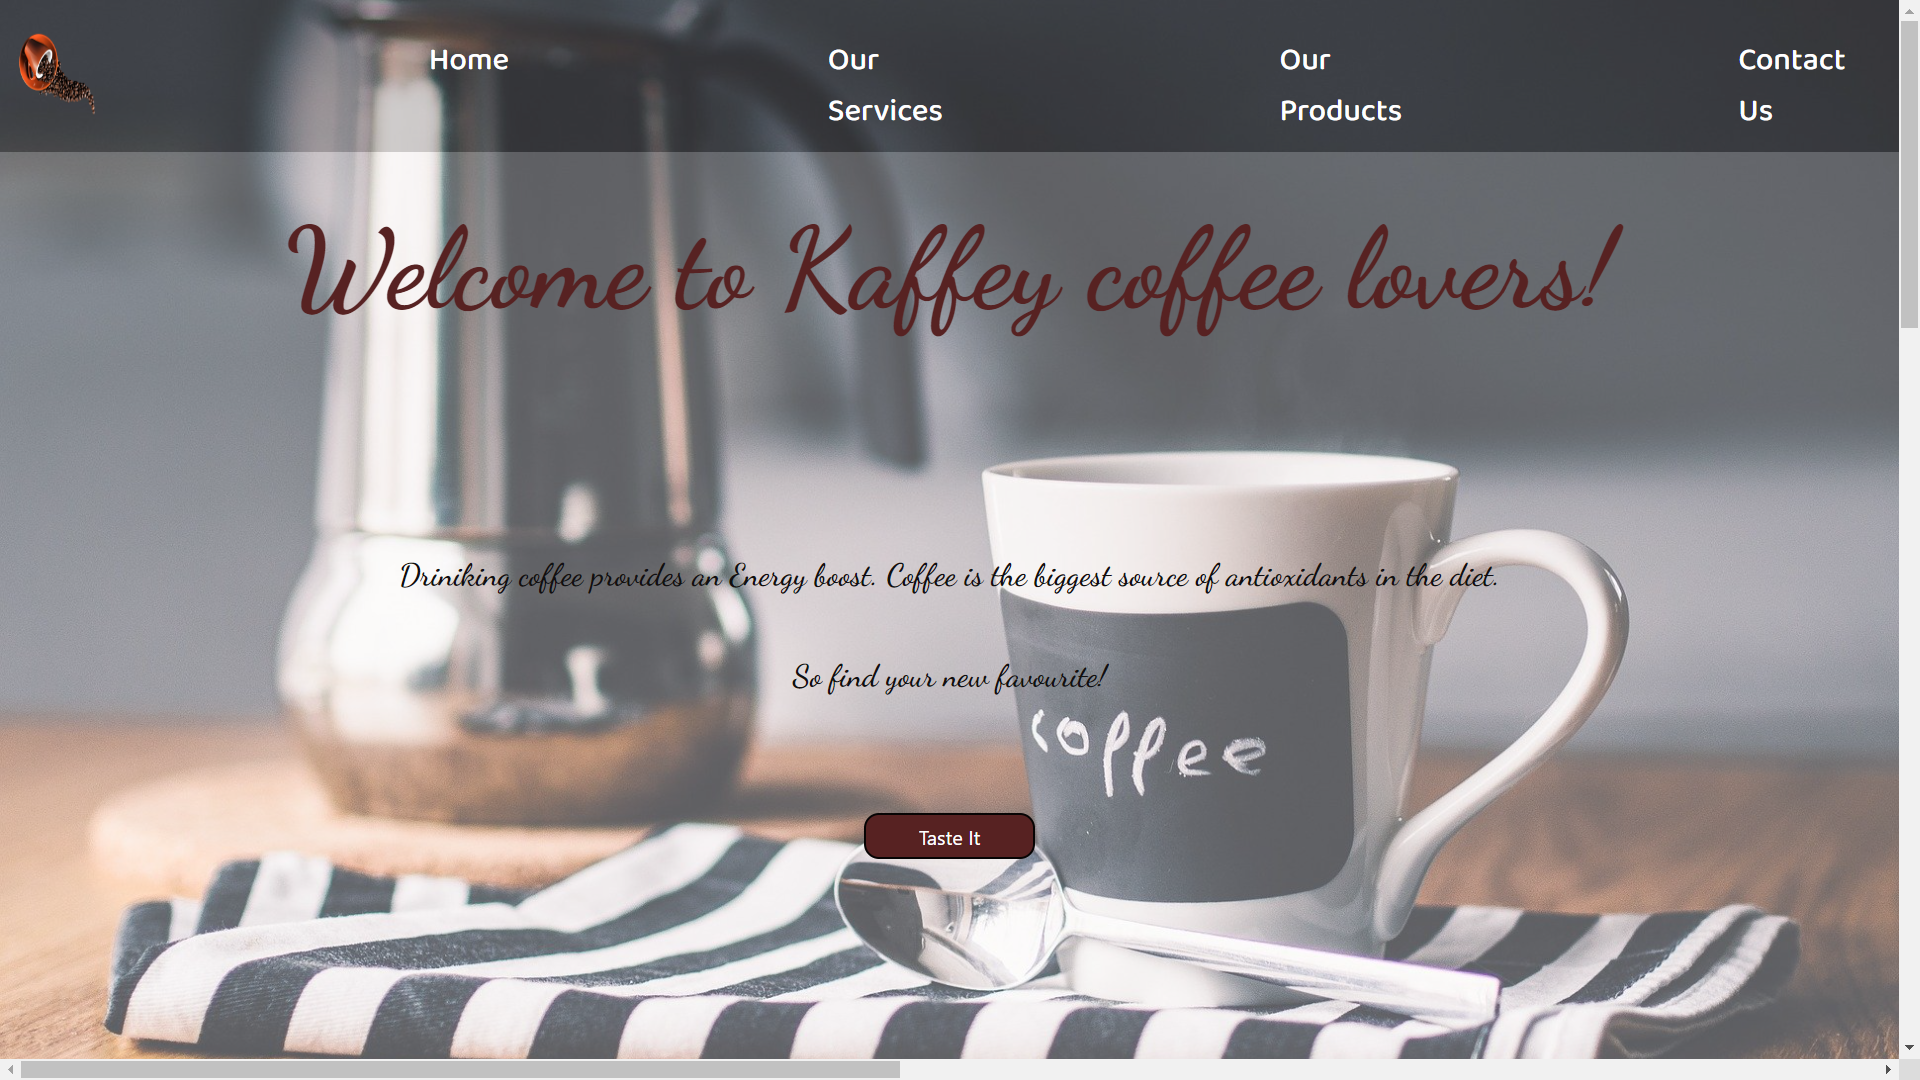 Home
Our
Services
Our
Products
Contact
Us
Welcome to Kaffey coffee lovers!
Driniking coffee provides an Energy boost. Coffee is the biggest source of antioxidants in the diet.
So find your new favourite!
coffee
Taste It